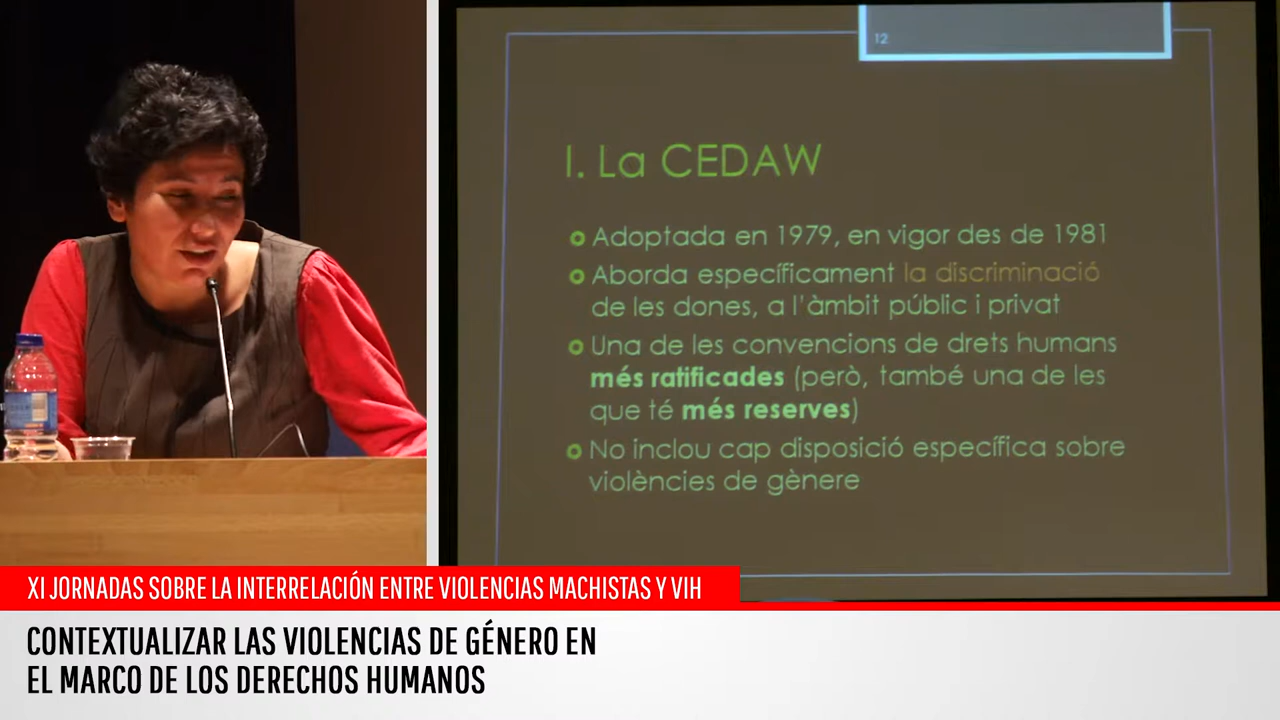 12
I. La CEDAW
Adoptada en 1979, en vigor des de 1981
Aborda específicament la discriminació
de les dones, a l'àmbit públic i privat
Una de les convencions de drets humans
més ratificades (però, també una de les
que té més reserves)
No inclou cap disposició específica sobre
violències de gènere
XI JORNADAS SOBRE LA INTERRELACIÓN ENTRE VIOLENCIAS MACHISTAS Y VIH
CONTEXTUALIZAR LAS VIOLENCIAS DE GÉNERO EN
EL MARCO DE LOS DERECHOS HUMANOS